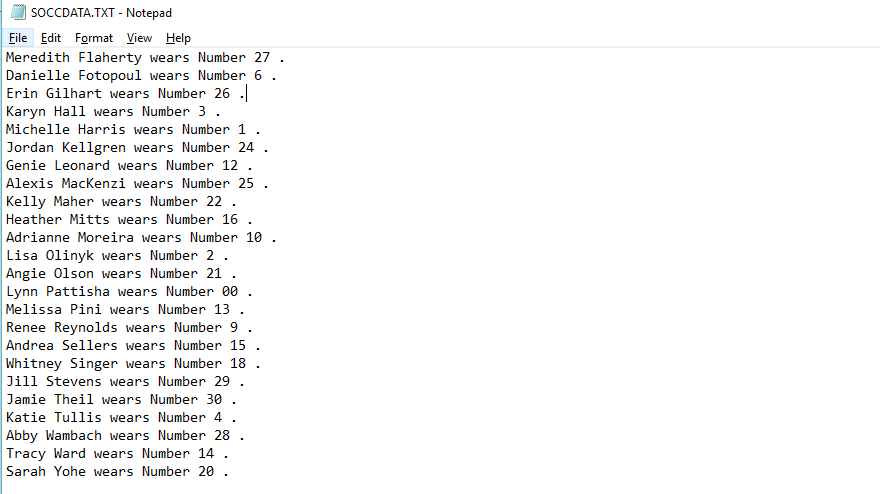 SOCCDATA.TXT - Notepad
File Edit Format View Help
Meredith Flaherty wears Number 27 .
Danielle Fotopoul wears Number 6 .
Erin Gilhart wears Number 26 .
Karyn Hall wears Number 3 .
Michelle Harris wears Number 1 .
Jordan Kellgren wears Number 24 .
Genie Leonard wears Number 12 .
Alexis MacKenzi wears Number 25 .
Kelly Maher wears Number 22 .
Heather Mitts wears Number 16 .
Adrianne Moreira wears Number 10 .
Lisa Olinyk wears Number 2 .
Angie Olson wears Number 21 .
Lynn Pattisha wears Number 00 .
Melissa Pini wears Number 13 .
Renee Reynolds wears Number 9 .
Andrea Sellers wears Number 15 .
Whitney Singer wears Number 18 .
Jill Stevens wears Number 29 .
Jamie Theil wears Number 30 .
Katie Tullis wears Number 4 .
Abby Wambach wears Number 28 .
Tracy Ward wears Number 14 .
Sarah Yohe wears Number 20 .